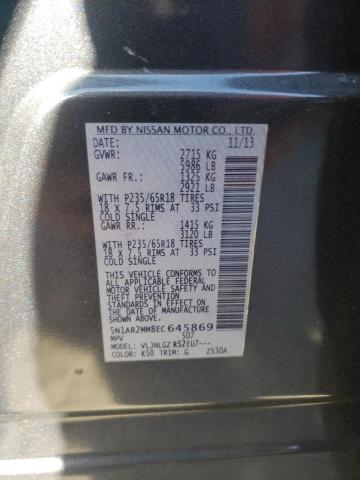 MFD BY NISSAN MOTOR CO., LTD.
DATE: 11/13
GVWR: 2715 KG
5986 LB
GAWR FR.: 1325 KG
2921 LB
WITH P235/65R18 TIRES
18 X 7.5 RIMS AT 33 PSI
COLD SINGLE
GAWR RR.: 1415 KG
3120 LB
WITH P235/65R18 TIRES
18 X 7.5 RIMS AT 33 PSI
COLD SINGLE
THIS VEHICLE CONFORMS TO
ALL APPLICABLE FEDERAL
MOTOR VEHICLE SAFETY
STANDARDS IN EFFECT ON
THE DATE OF MANUFACTURE
SHOWN ABOVE.
5N1AR2MM8EC645869
MPV 507
MODEL: VLJNLGZ R52EU7---
COLOR: K50 TRIM: G 2530A